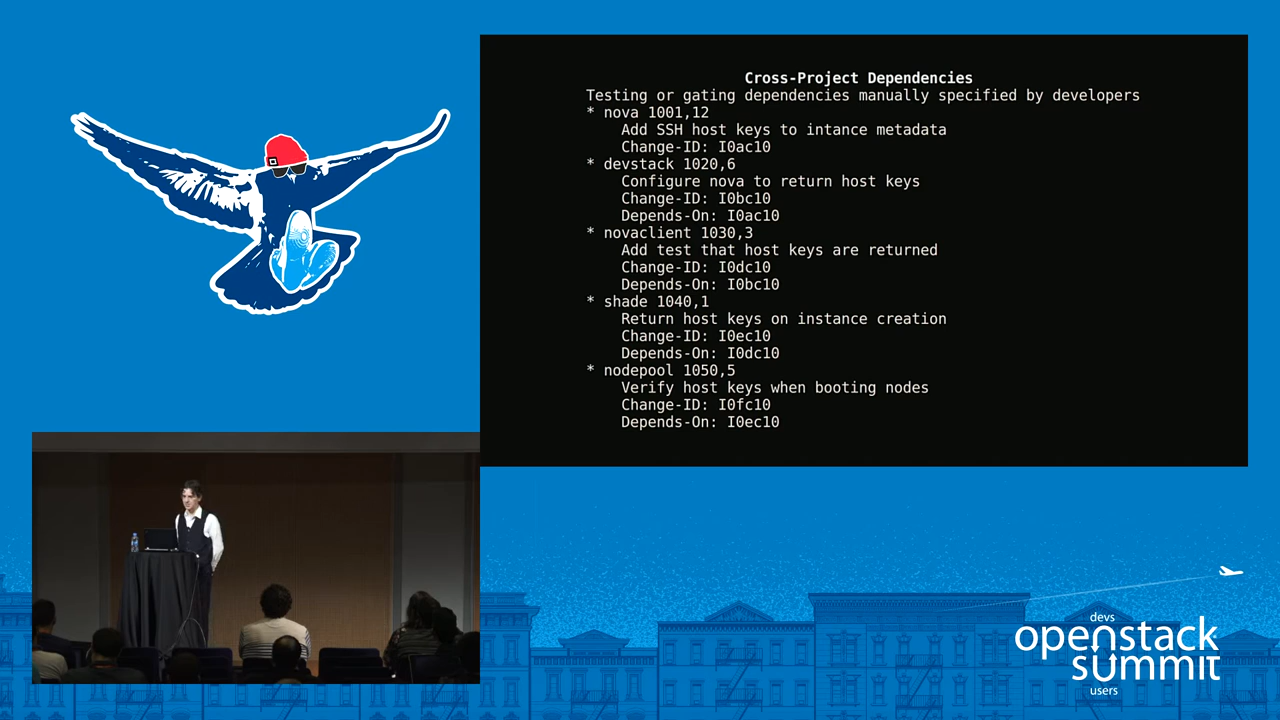 Cross-Project Dependencies
Testing or gating dependencies manually specified by developers
* nova 1001,12
Add SSH host keys to intance metadata
Change-ID: I0ac10
* devstack 1020,6
Configure nova to return host keys
Change-ID: I0bc10
Depends-On: I0ac10
* novaclient 1030,3
Add test that host keys are returned
Change-ID: I0dc10
Depends-On: I0bc10
* shade 1040,1
Return host keys on instance creation
Change-ID: I0ec10
Depends-On: I0dc10
* nodepool 1050,5
Verify host keys when booting nodes
Change-ID: I0fc10
Depends-On: I0ec10
devs
openstack
summit
users